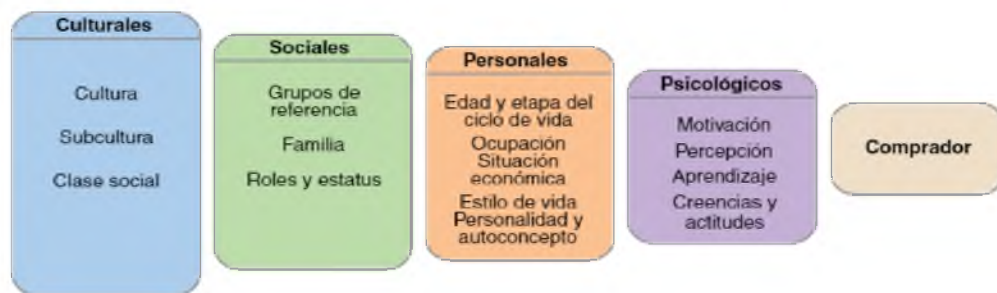 Culturales
Cultura
Subcultura
Clase social
Sociales
Grupos de
referencia
Familia
Roles y estatus
Personales
Edad y etapa del
ciclo de vida
Ocupación
Situación
económica
Estilo de vida
Personalidad y
autoconcepto
Psicológicos
Motivación
Percepción
Aprendizaje
Creencias y
actitudes
Comprador